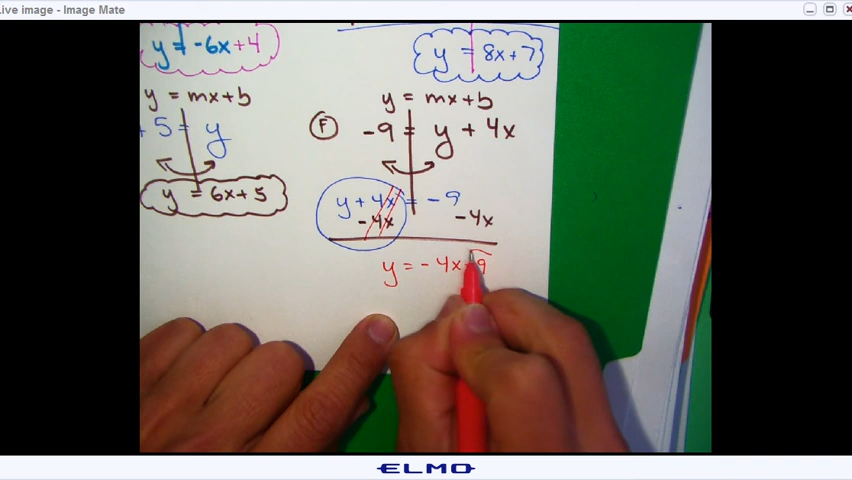 Live image - Image Mate
y = -6x+4
y = 8x+7
y = mx+b
y = mx+b
+ 5 = y
F -9 = y + 4x
y = 6x+5
y + 4x = -9
-4x -4x
y = -4x-9
ELMO